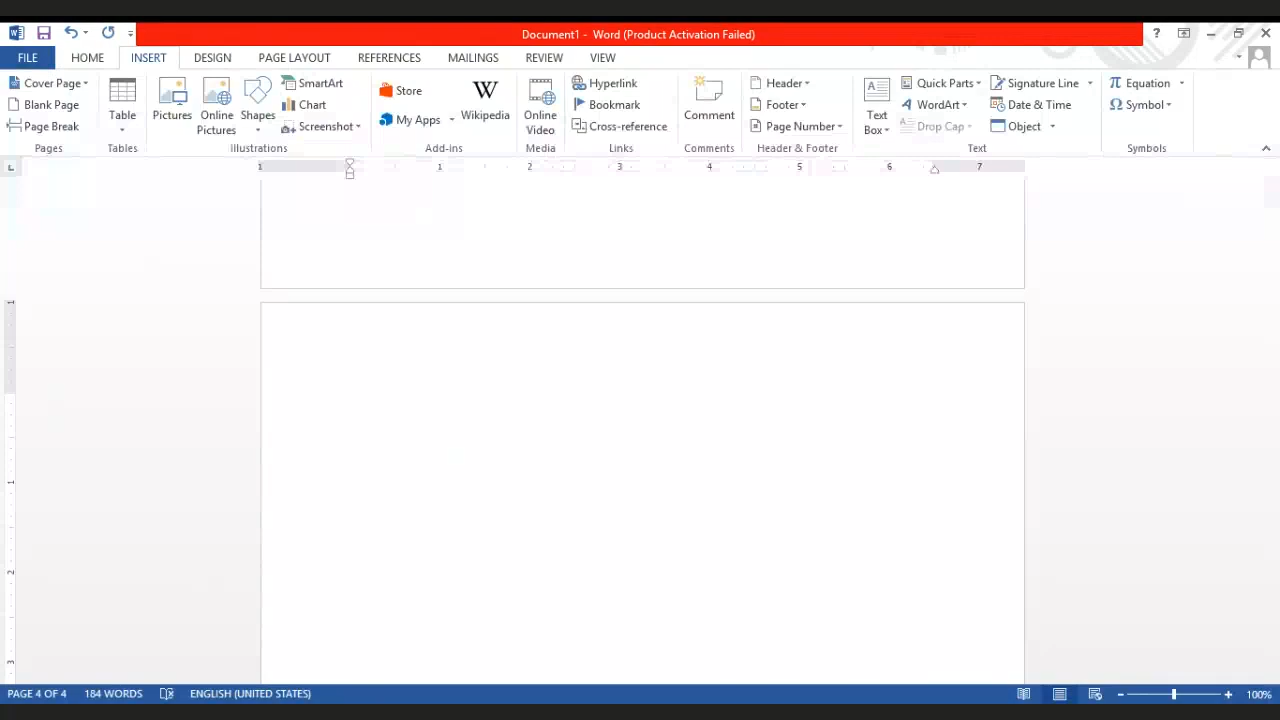 Document1 - Word (Product Activation Failed)
?
FILE HOME INSERT DESIGN PAGE LAYOUT REFERENCES MAILINGS REVIEW VIEW
Cover Page
Blank Page
Page Break
Pages
Table
Tables
Pictures
Online Pictures
Shapes
SmartArt
Chart
Screenshot
Illustrations
Store
My Apps
W
Wikipedia
Add-ins
Online Video
Media
Hyperlink
Bookmark
Cross-reference
Links
Comment
Comments
Header
Footer
Page Number
Header & Footer
Text Box
Quick Parts
WordArt
Drop Cap
Signature Line
Date & Time
Object
Text
π Equation
Ω Symbol
Symbols
1 1 2 3 4 5 6 7
1
1
2
3
PAGE 4 OF 4 184 WORDS ENGLISH (UNITED STATES) 100%